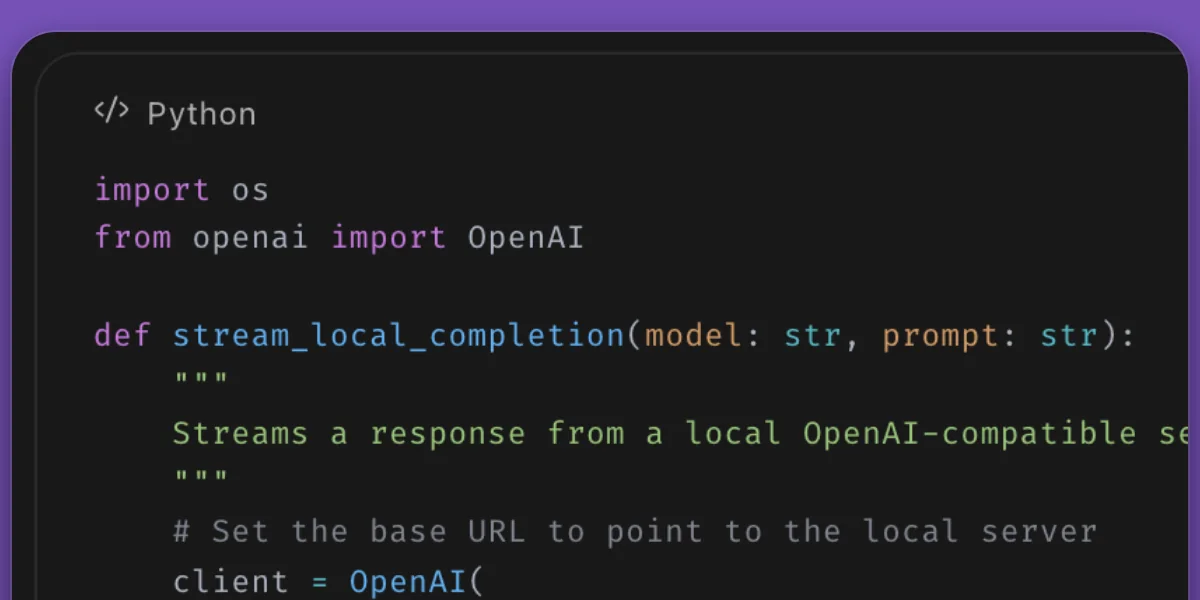 </> Python
import os
from openai import OpenAI
def stream_local_completion(model: str, prompt: str):
"""
Streams a response from a local OpenAI-compatible
"""
# Set the base URL to point to the local server
client = OpenAI(